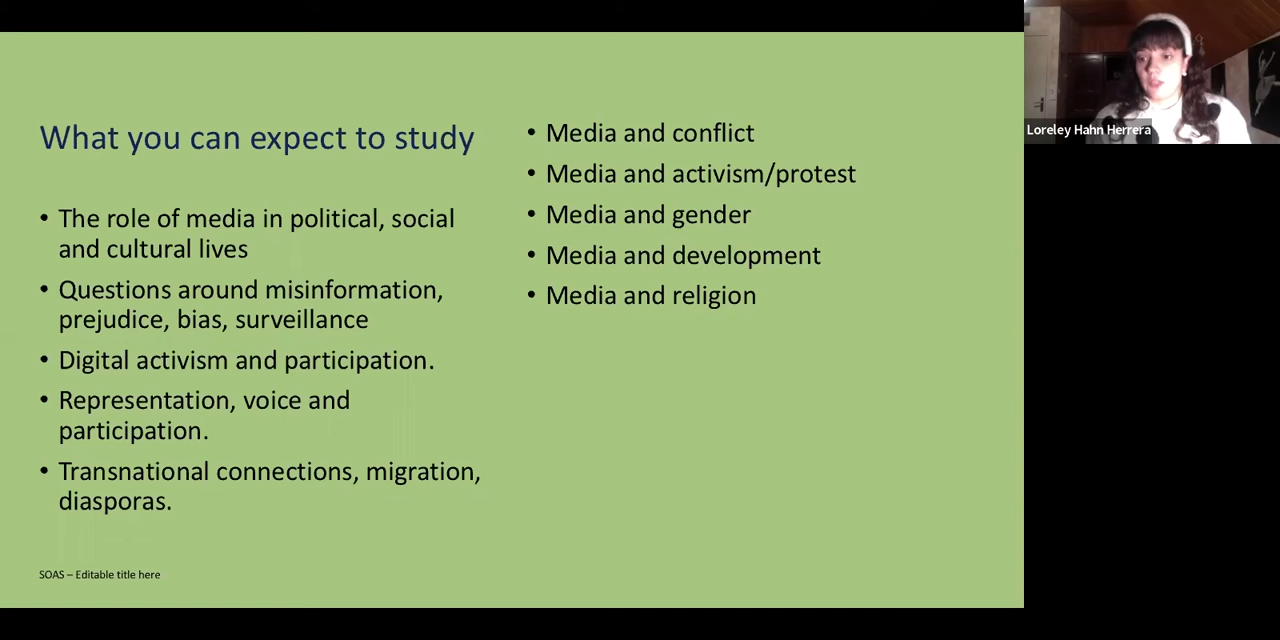 What you can expect to study
• The role of media in political, social
and cultural lives
• Questions around misinformation,
prejudice, bias, surveillance
• Digital activism and participation.
• Representation, voice and
participation.
• Transnational connections, migration,
diasporas.
• Media and conflict
• Media and activism/protest
• Media and gender
• Media and development
• Media and religion
SOAS – Editable title here
Loreley Hahn Herrera